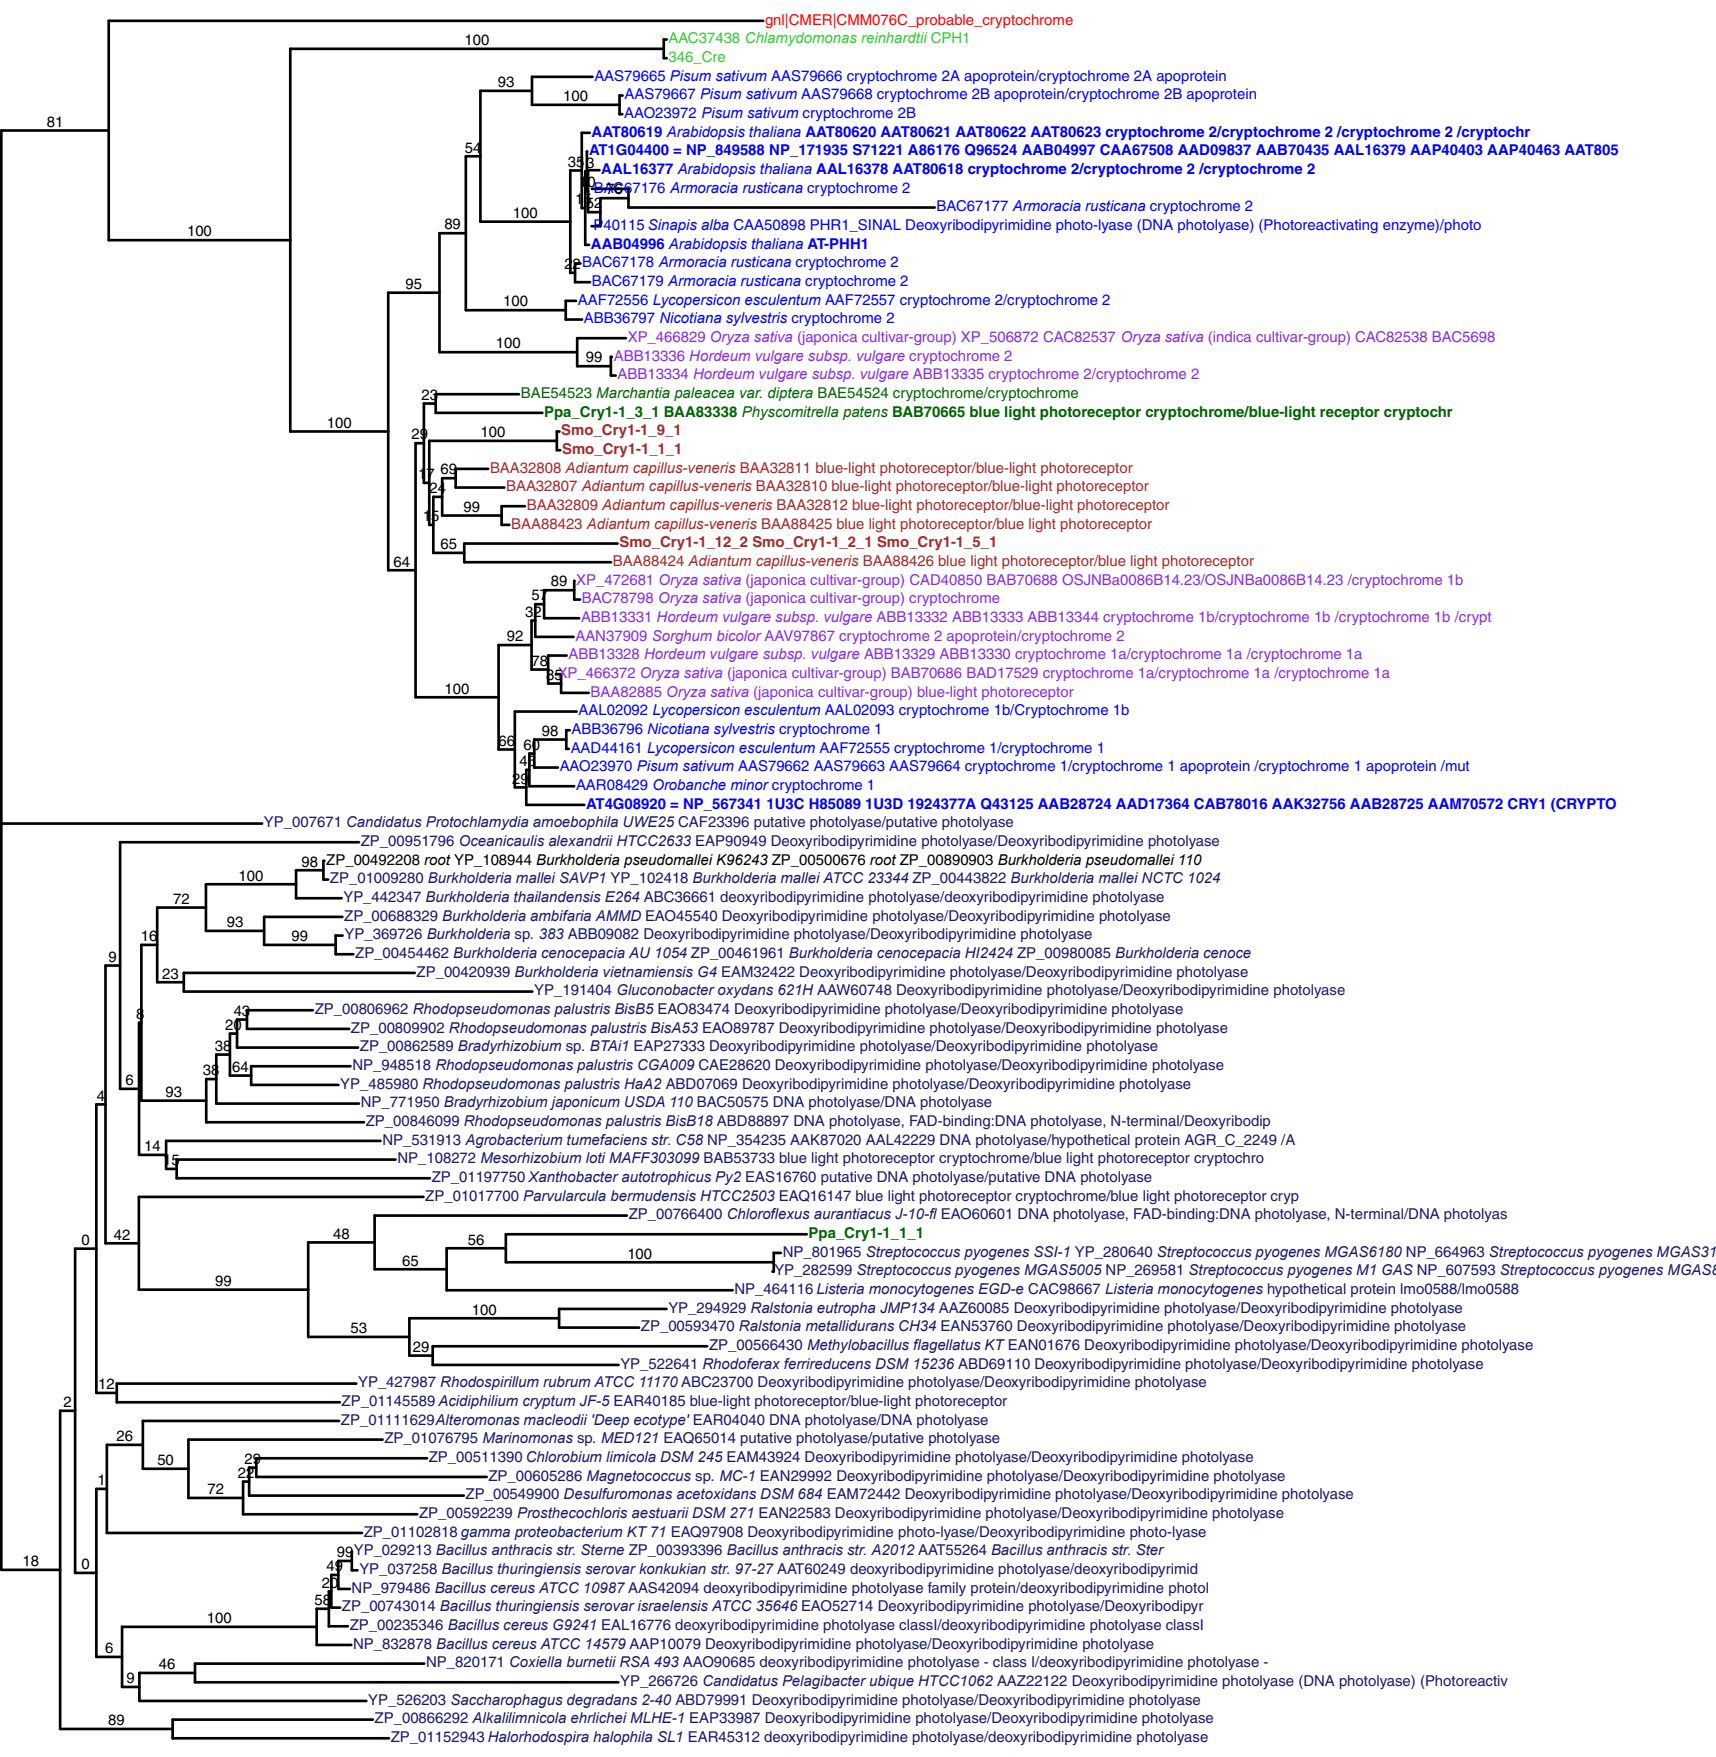 gnl|CMER|CMM076C_probable_cryptochrome
AAC37438 Chlamydomonas reinhardtii CPH1
100
346_Cre
AAS79665 Pisum sativum AAS79666 cryptochrome 2A apoprotein/cryptochrome 2A apoprotein
93
AAS79667 Pisum sativum AAS79668 cryptochrome 2B apoprotein/cryptochrome 2B apoprotein
100
AAO23972 Pisum sativum cryptochrome 2B
81
AAT80619 Arabidopsis thaliana AAT80620 AAT80621 AAT80622 AAT80623 cryptochrome 2/cryptochrome 2 /cryptochrome 2 /cryptochr
54
AT1G04400 = NP_849588 NP_171935 S71221 A86176 Q96524 AAB04997 CAA67508 AAD09837 AAB70435 AAL16379 AAP40403 AAP40463 AAT805
AAL16377 Arabidopsis thaliana AAL16378 AAT80618 cryptochrome 2/cryptochrome 2 /cryptochrome 2
BAC67176 Armoracia rusticana cryptochrome 2
52
BAC67177 Armoracia rusticana cryptochrome 2
100
89
P40115 Sinapis alba CAA50898 PHR1_SINAL Deoxyribodipyrimidine photo-lyase (DNA photolyase) (Photoreactivating enzyme)/photo
100
AAB04996 Arabidopsis thaliana AT-PHH1
22
BAC67178 Armoracia rusticana cryptochrome 2
BAC67179 Armoracia rusticana cryptochrome 2
95
100
AAF72556 Lycopersicon esculentum AAF72557 cryptochrome 2/cryptochrome 2
ABB36797 Nicotiana sylvestris cryptochrome 2
XP_466829 Oryza sativa (japonica cultivar-group) XP_506872 CAC82537 Oryza sativa (indica cultivar-group) CAC82538 BAC5698
100
99
ABB13336 Hordeum vulgare subsp. vulgare cryptochrome 2
ABB13334 Hordeum vulgare subsp. vulgare ABB13335 cryptochrome 2/cryptochrome 2
23
BAE54523 Marchantia paleacea var. diptera BAE54524 cryptochrome/cryptochrome
Ppa_Cry1-1_3_1 BAA83338 Physcomitrella patens BAB70665 blue light photoreceptor cryptochrome/blue-light receptor cryptochr
100
29
100
Smo_Cry1-1_9_1
Smo_Cry1-1_1_1
17
69
BAA32808 Adiantum capillus-veneris BAA32811 blue-light photoreceptor/blue-light photoreceptor
24
BAA32807 Adiantum capillus-veneris BAA32810 blue-light photoreceptor/blue-light photoreceptor
99
BAA32809 Adiantum capillus-veneris BAA32812 blue-light photoreceptor/blue-light photoreceptor
15
BAA88423 Adiantum capillus-veneris BAA88425 blue light photoreceptor/blue light photoreceptor
65
Smo_Cry1-1_12_2 Smo_Cry1-1_2_1 Smo_Cry1-1_5_1
64
BAA88424 Adiantum capillus-veneris BAA88426 blue light photoreceptor/blue light photoreceptor
89
XP_472681 Oryza sativa (japonica cultivar-group) CAD40850 BAB70688 OSJNBa0086B14.23/OSJNBa0086B14.23 /cryptochrome 1b
57
BAC78798 Oryza sativa (japonica cultivar-group) cryptochrome
32
ABB13331 Hordeum vulgare subsp. vulgare ABB13332 ABB13333 ABB13344 cryptochrome 1b/cryptochrome 1b /cryptochrome 1b /crypt
92
AAN37909 Sorghum bicolor AAV97867 cryptochrome 2 apoprotein/cryptochrome 2
78
ABB13328 Hordeum vulgare subsp. vulgare ABB13329 ABB13330 cryptochrome 1a/cryptochrome 1a /cryptochrome 1a
85
XP_466372 Oryza sativa (japonica cultivar-group) BAB70686 BAD17529 cryptochrome 1a/cryptochrome 1a /cryptochrome 1a
100
BAA82885 Oryza sativa (japonica cultivar-group) blue-light photoreceptor
AAL02092 Lycopersicon esculentum AAL02093 cryptochrome 1b/Cryptochrome 1b
98
ABB36796 Nicotiana sylvestris cryptochrome 1
66
60
AAD44161 Lycopersicon esculentum AAF72555 cryptochrome 1/cryptochrome 1
AAO23970 Pisum sativum AAS79662 AAS79663 AAS79664 cryptochrome 1/cryptochrome 1 apoprotein /cryptochrome 1 apoprotein /mut
29
AAR08429 Orobanche minor cryptochrome 1
AT4G08920 = NP_567341 1U3C H85089 1U3D 1924377A Q43125 AAB28724 AAD17364 CAB78016 AAK32756 AAB28725 AAM70572 CRY1 (CRYPTO
YP_007671 Candidatus Protochlamydia amoebophila UWE25 CAF23396 putative photolyase/putative photolyase
ZP_00951796 Oceanicaulis alexandrii HTCC2633 EAP90949 Deoxyribodipyrimidine photolyase/Deoxyribodipyrimidine photolyase
98
ZP_00492208 root YP_108944 Burkholderia pseudomallei K96243 ZP_00500676 root ZP_00890903 Burkholderia pseudomallei 110
100
ZP_01009280 Burkholderia mallei SAVP1 YP_102418 Burkholderia mallei ATCC 23344 ZP_00443822 Burkholderia mallei NCTC 1024
72
YP_442347 Burkholderia thailandensis E264 ABC36661 deoxyribodipyrimidine photolyase/deoxyribodipyrimidine photolyase
93
ZP_00688329 Burkholderia ambifaria AMMD EAO45540 Deoxyribodipyrimidine photolyase/Deoxyribodipyrimidine photolyase
16
99
YP_369726 Burkholderia sp. 383 ABB09082 Deoxyribodipyrimidine photolyase/Deoxyribodipyrimidine photolyase
9
ZP_00454462 Burkholderia cenocepacia AU 1054 ZP_00461961 Burkholderia cenocepacia HI2424 ZP_00980085 Burkholderia cenoce
23
ZP_00420939 Burkholderia vietnamiensis G4 EAM32422 Deoxyribodipyrimidine photolyase/Deoxyribodipyrimidine photolyase
YP_191404 Gluconobacter oxydans 621H AAW60748 Deoxyribodipyrimidine photolyase/Deoxyribodipyrimidine photolyase
8
43
ZP_00806962 Rhodopseudomonas palustris BisB5 EAO83474 Deoxyribodipyrimidine photolyase/Deoxyribodipyrimidine photolyase
20
ZP_00809902 Rhodopseudomonas palustris BisA53 EAO89787 Deoxyribodipyrimidine photolyase/Deoxyribodipyrimidine photolyase
38
ZP_00862589 Bradyrhizobium sp. BTAi1 EAP27333 Deoxyribodipyrimidine photolyase/Deoxyribodipyrimidine photolyase
38
64
NP_948518 Rhodopseudomonas palustris CGA009 CAE28620 Deoxyribodipyrimidine photolyase/Deoxyribodipyrimidine photolyase
6
YP_485980 Rhodopseudomonas palustris HaA2 ABD07069 Deoxyribodipyrimidine photolyase/Deoxyribodipyrimidine photolyase
4
93
NP_771950 Bradyrhizobium japonicum USDA 110 BAC50575 DNA photolyase/DNA photolyase
ZP_00846099 Rhodopseudomonas palustris BisB18 ABD88897 DNA photolyase, FAD-binding:DNA photolyase, N-terminal/Deoxyribodip
14
NP_531913 Agrobacterium tumefaciens str. C58 NP_354235 AAK87020 AAL42229 DNA photolyase/hypothetical protein AGR_C_2249 /A
15
NP_108272 Mesorhizobium loti MAFF303099 BAB53733 blue light photoreceptor cryptochrome/blue light photoreceptor cryptochro
ZP_01197750 Xanthobacter autotrophicus Py2 EAS16760 putative DNA photolyase/putative DNA photolyase
ZP_01017700 Parvularcula bermudensis HTCC2503 EAQ16147 blue light photoreceptor cryptochrome/blue light photoreceptor cryp
0
42
48
ZP_00766400 Chloroflexus aurantiacus J-10-fl EAO60601 DNA photolyase, FAD-binding:DNA photolyase, N-terminal/DNA photolyas
56
Ppa_Cry1-1_1_1
65
100
NP_801965 Streptococcus pyogenes SSI-1 YP_280640 Streptococcus pyogenes MGAS6180 NP_664963 Streptococcus pyogenes MGAS31
YP_282599 Streptococcus pyogenes MGAS5005 NP_269581 Streptococcus pyogenes M1 GAS NP_607593 Streptococcus pyogenes MGAS8
99
NP_464116 Listeria monocytogenes EGD-e CAC98667 Listeria monocytogenes hypothetical protein lmo0588/lmo0588
100
YP_294929 Ralstonia eutropha JMP134 AAZ60085 Deoxyribodipyrimidine photolyase/Deoxyribodipyrimidine photolyase
53
ZP_00593470 Ralstonia metallidurans CH34 EAN53760 Deoxyribodipyrimidine photolyase/Deoxyribodipyrimidine photolyase
29
ZP_00566430 Methylobacillus flagellatus KT EAN01676 Deoxyribodipyrimidine photolyase/Deoxyribodipyrimidine photolyase
YP_522641 Rhodoferax ferrireducens DSM 15236 ABD69110 Deoxyribodipyrimidine photolyase/Deoxyribodipyrimidine photolyase
12
YP_427987 Rhodospirillum rubrum ATCC 11170 ABC23700 Deoxyribodipyrimidine photolyase/Deoxyribodipyrimidine photolyase
2
ZP_01145589 Acidiphilium cryptum JF-5 EAR40185 blue-light photoreceptor/blue-light photoreceptor
26
ZP_01111629 Alteromonas macleodii 'Deep ecotype' EAR04040 DNA photolyase/DNA photolyase
50
ZP_01076795 Marinomonas sp. MED121 EAQ65014 putative photolyase/putative photolyase
29
ZP_00511390 Chlorobium limicola DSM 245 EAM43924 Deoxyribodipyrimidine photolyase/Deoxyribodipyrimidine photolyase
1
22
ZP_00605286 Magnetococcus sp. MC-1 EAN29992 Deoxyribodipyrimidine photolyase/Deoxyribodipyrimidine photolyase
72
ZP_00549900 Desulfuromonas acetoxidans DSM 684 EAM72442 Deoxyribodipyrimidine photolyase/Deoxyribodipyrimidine photolyase
ZP_00592239 Prosthecochloris aestuarii DSM 271 EAN22583 Deoxyribodipyrimidine photolyase/Deoxyribodipyrimidine photolyase
ZP_01102818 gamma proteobacterium KT 71 EAQ97908 Deoxyribodipyrimidine photo-lyase/Deoxyribodipyrimidine photo-lyase
18
0
99
YP_029213 Bacillus anthracis str. Sterne ZP_00393396 Bacillus anthracis str. A2012 AAT55264 Bacillus anthracis str. Ster
49
YP_037258 Bacillus thuringiensis serovar konkukian str. 97-27 AAT60249 deoxyribodipyrimidine photolyase/deoxyribodipyrimid
20
NP_979486 Bacillus cereus ATCC 10987 AAS42094 deoxyribodipyrimidine photolyase family protein/deoxyribodipyrimidine photol
58
ZP_00743014 Bacillus thuringiensis serovar israelensis ATCC 35646 EAO52714 Deoxyribodipyrimidine photolyase/Deoxyribodipyr
100
ZP_00235346 Bacillus cereus G9241 EAL16776 deoxyribodipyrimidine photolyase classI/deoxyribodipyrimidine photolyase classI
6
NP_832878 Bacillus cereus ATCC 14579 AAP10079 Deoxyribodipyrimidine photolyase/Deoxyribodipyrimidine photolyase
46
NP_820171 Coxiella burnetii RSA 493 AAO90685 deoxyribodipyrimidine photolyase - class I/deoxyribodipyrimidine photolyase -
9
YP_266726 Candidatus Pelagibacter ubique HTCC1062 AAZ22122 Deoxyribodipyrimidine photolyase (DNA photolyase) (Photoreactiv
YP_526203 Saccharophagus degradans 2-40 ABD79991 Deoxyribodipyrimidine photolyase/Deoxyribodipyrimidine photolyase
89
ZP_00866292 Alkalilimnicola ehrlichei MLHE-1 EAP33987 Deoxyribodipyrimidine photolyase/Deoxyribodipyrimidine photolyase
ZP_01152943 Halorhodospira halophila SL1 EAR45312 deoxyribodipyrimidine photolyase/deoxyribodipyrimidine photolyase